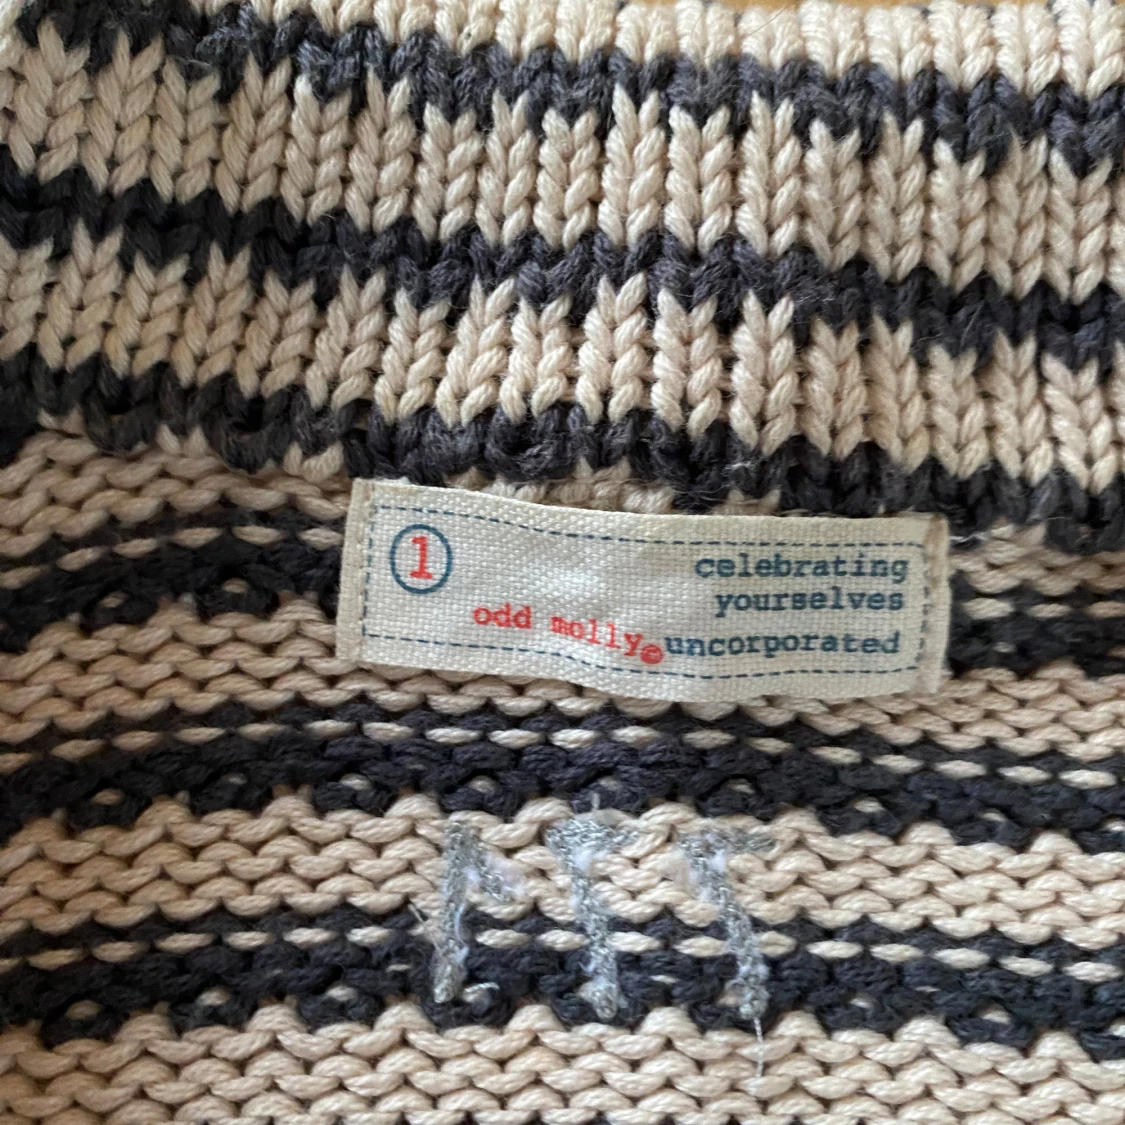 1
celebrating
yourselves
odd molly©uncorporated